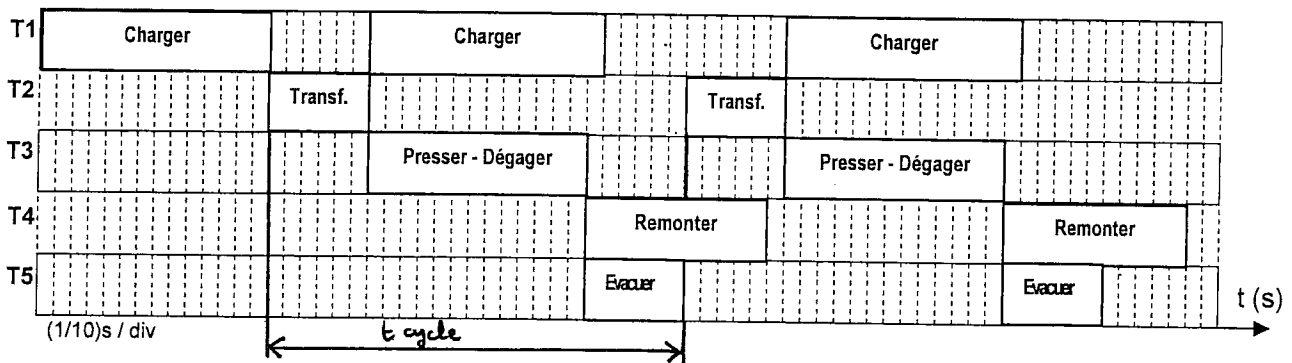 T1 Charger Charger Charger
T2 Transf. Transf.
T3 Presser - Dégager Presser - Dégager
T4 Remonter Remonter
T5 Evacuer Evacuer
t (s)
(1/10)s / div t cycle